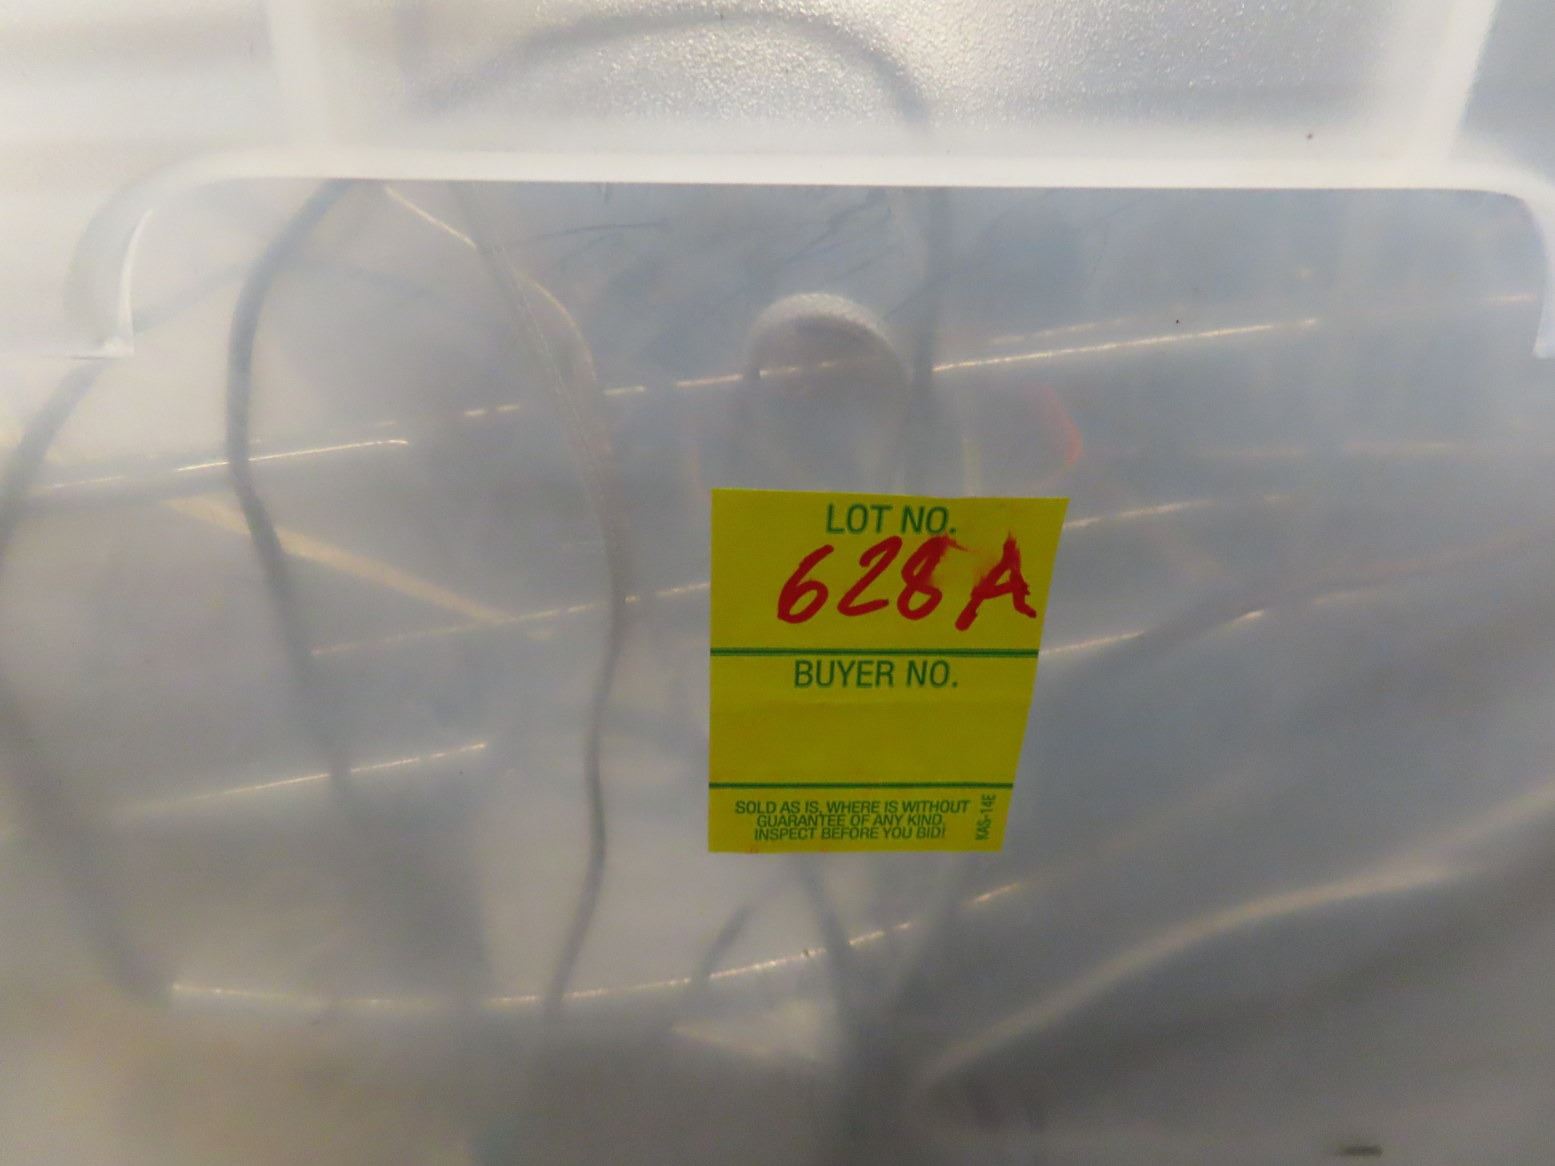 LOT NO.
628A
BUYER NO.
SOLD AS IS, WHERE IS WITHOUT
GUARANTEE OF ANY KIND.
INSPECT BEFORE YOU BID!
KAS-14E